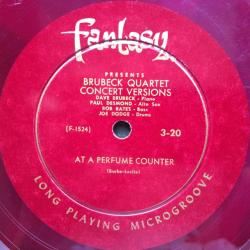 Fantasy
PRESENTS
BRUBECK QUARTET
CONCERT VERSIONS
DAVE BRUBECK - Piano
PAUL DESMOND - Alto Sax
BOB BATES - Bass
JOE DODGE - Drums
[F-1524] 3-20
AT A PERFUME COUNTER
(Burke-Leslie)
LONG PLAYING MICROGROOVE